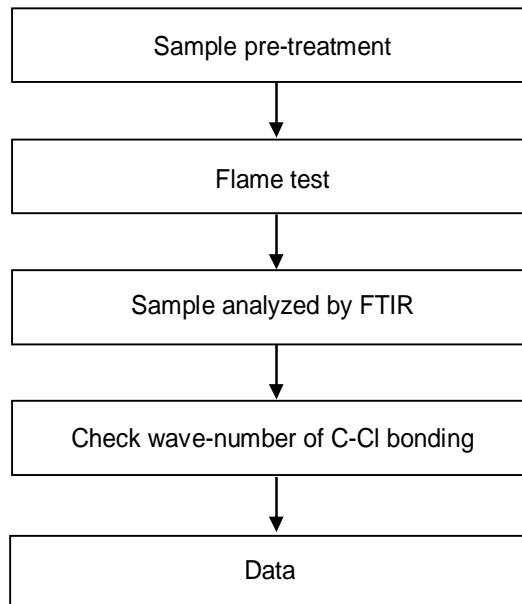 Sample pre-treatment
Flame test
Sample analyzed by FTIR
Check wave-number of C-Cl bonding
Data